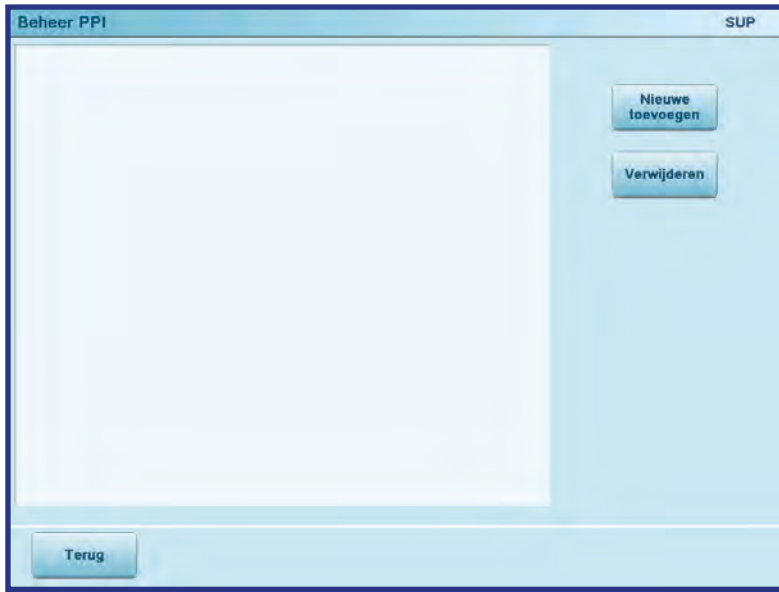 Beheer PPI
SUP
Nieuwe
toevoegen
Verwijderen
Terug